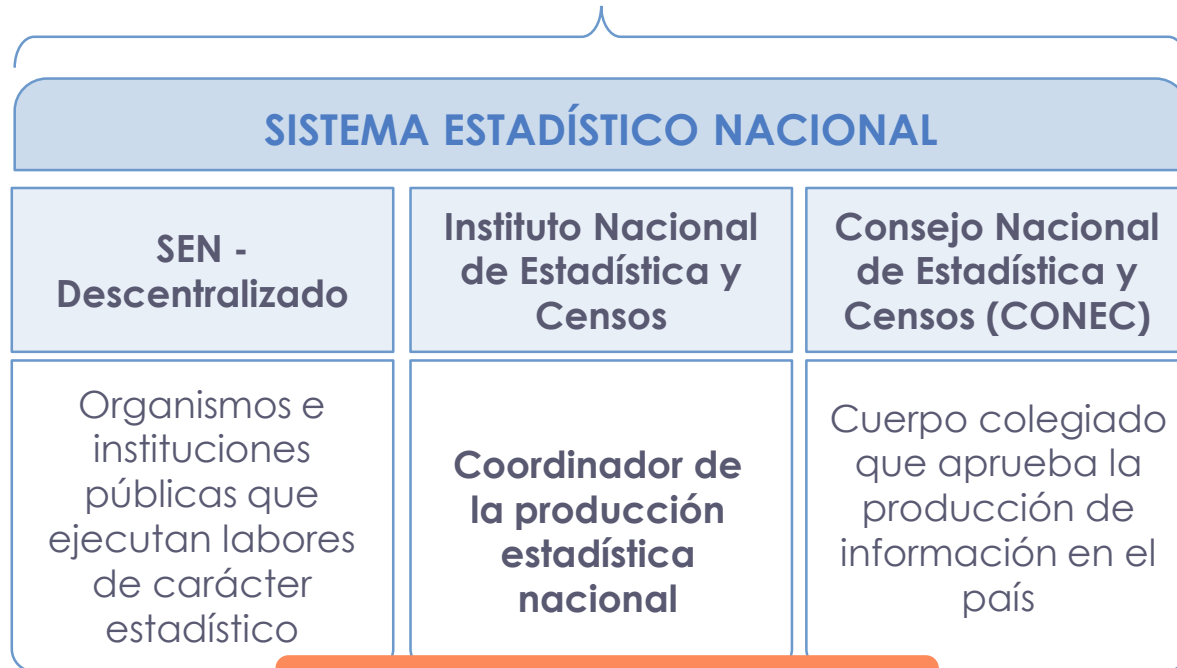 SISTEMA ESTADÍSTICO NACIONAL
SEN -
Descentralizado
Instituto Nacional
de Estadística y
Censos
Consejo Nacional
de Estadística y
Censos (CONEC)
Organismos e
instituciones
públicas que
ejecutan labores
de carácter
estadístico
Coordinador de
la producción
estadística
nacional
Cuerpo colegiado
que aprueba la
producción de
información en el
país